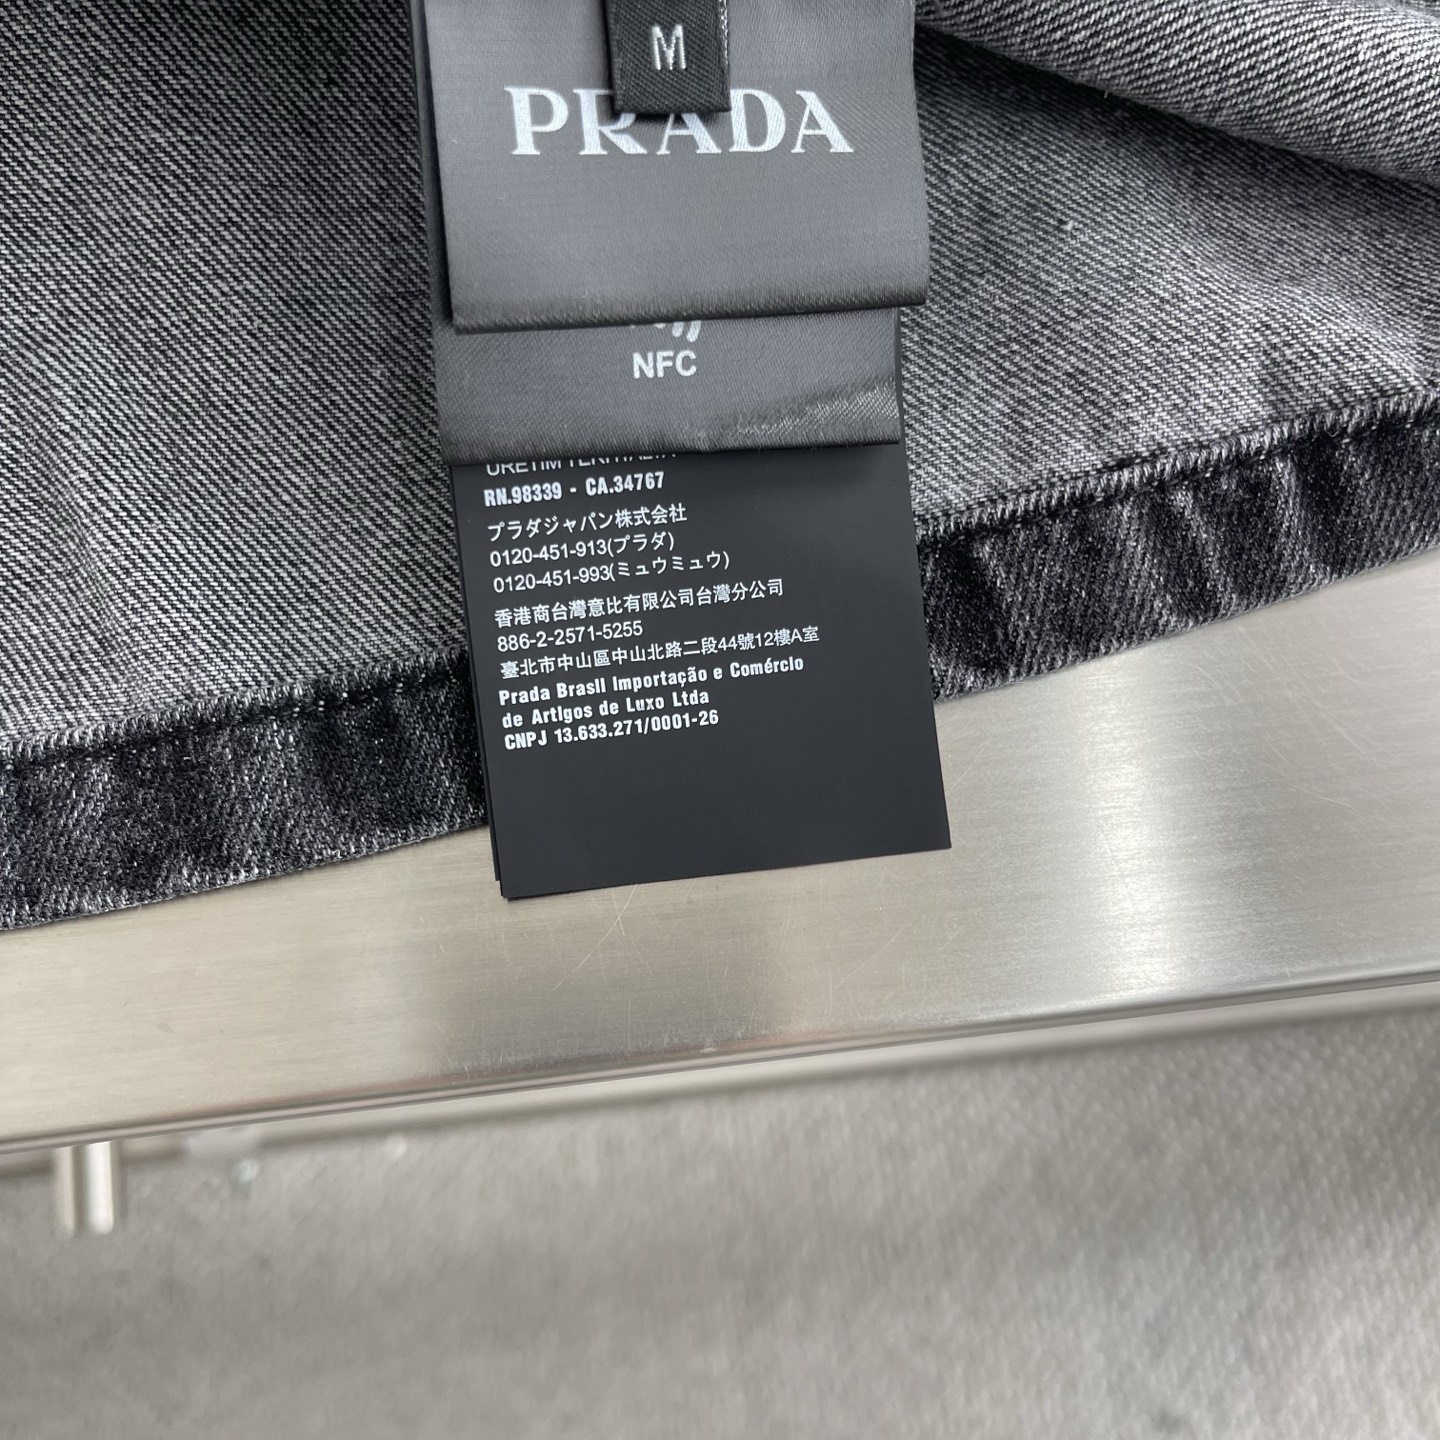 M
PRADA
NFC
ÜRETİM YERİ İTALYA
RN.98339 - CA.34767
プラダジャパン株式会社
0120-451-913(プラダ)
0120-451-993(ミュウミュウ)
香港商台灣意比有限公司台灣分公司
886-2-2571-5255
臺北市中山區中山北路二段44號12樓A室
Prada Brasil Importação e Comércio
de Artigos de Luxo Ltda
CNPJ 13.633.271/0001-26